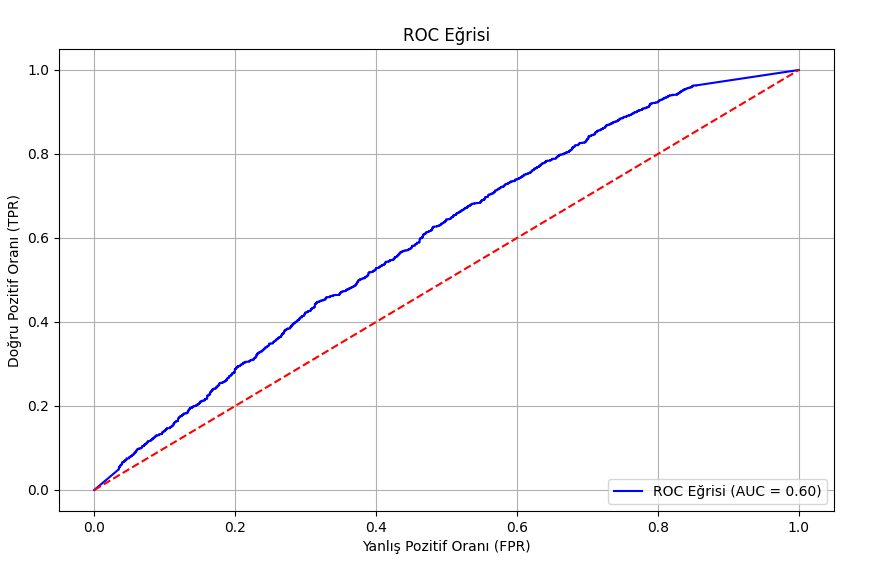 ROC Eğrisi
1.0
0.8
0.6
0.4
0.2
0.0
Doğru Pozitif Oranı (TPR)
ROC Eğrisi (AUC = 0.60)
0.0 0.2 0.4 0.6 0.8 1.0
Yanlış Pozitif Oranı (FPR)